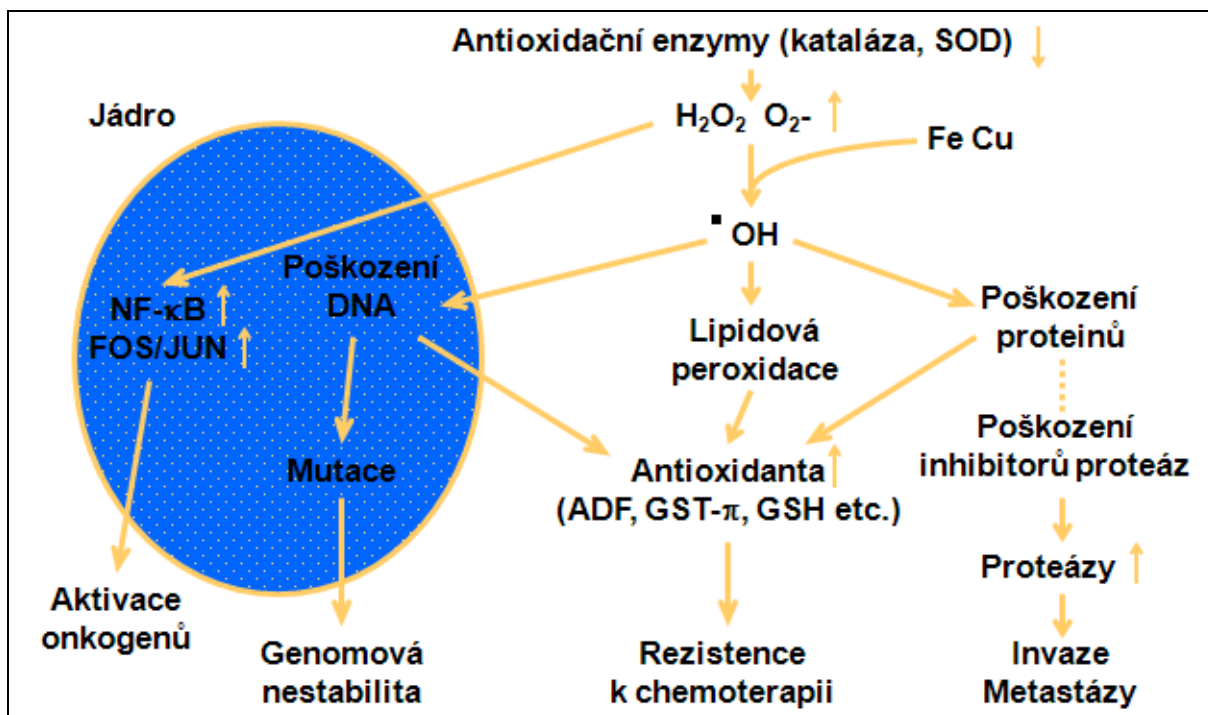 Antioxidační enzymy (kataláza, SOD) ↓
Jádro
H₂O₂ O₂- ↑
Fe Cu
▪ OH
Poškození
DNA
NF-κB ↑
FOS/JUN ↑
Lipidová
peroxidace
Poškození
proteinů
Mutace
Antioxidanta ↑
(ADF, GST-π, GSH etc.)
Poškození
inhibitorů proteáz
Proteázy ↑
Aktivace
onkogenů
Genomová
nestabilita
Rezistence
k chemoterapii
Invaze
Metastázy